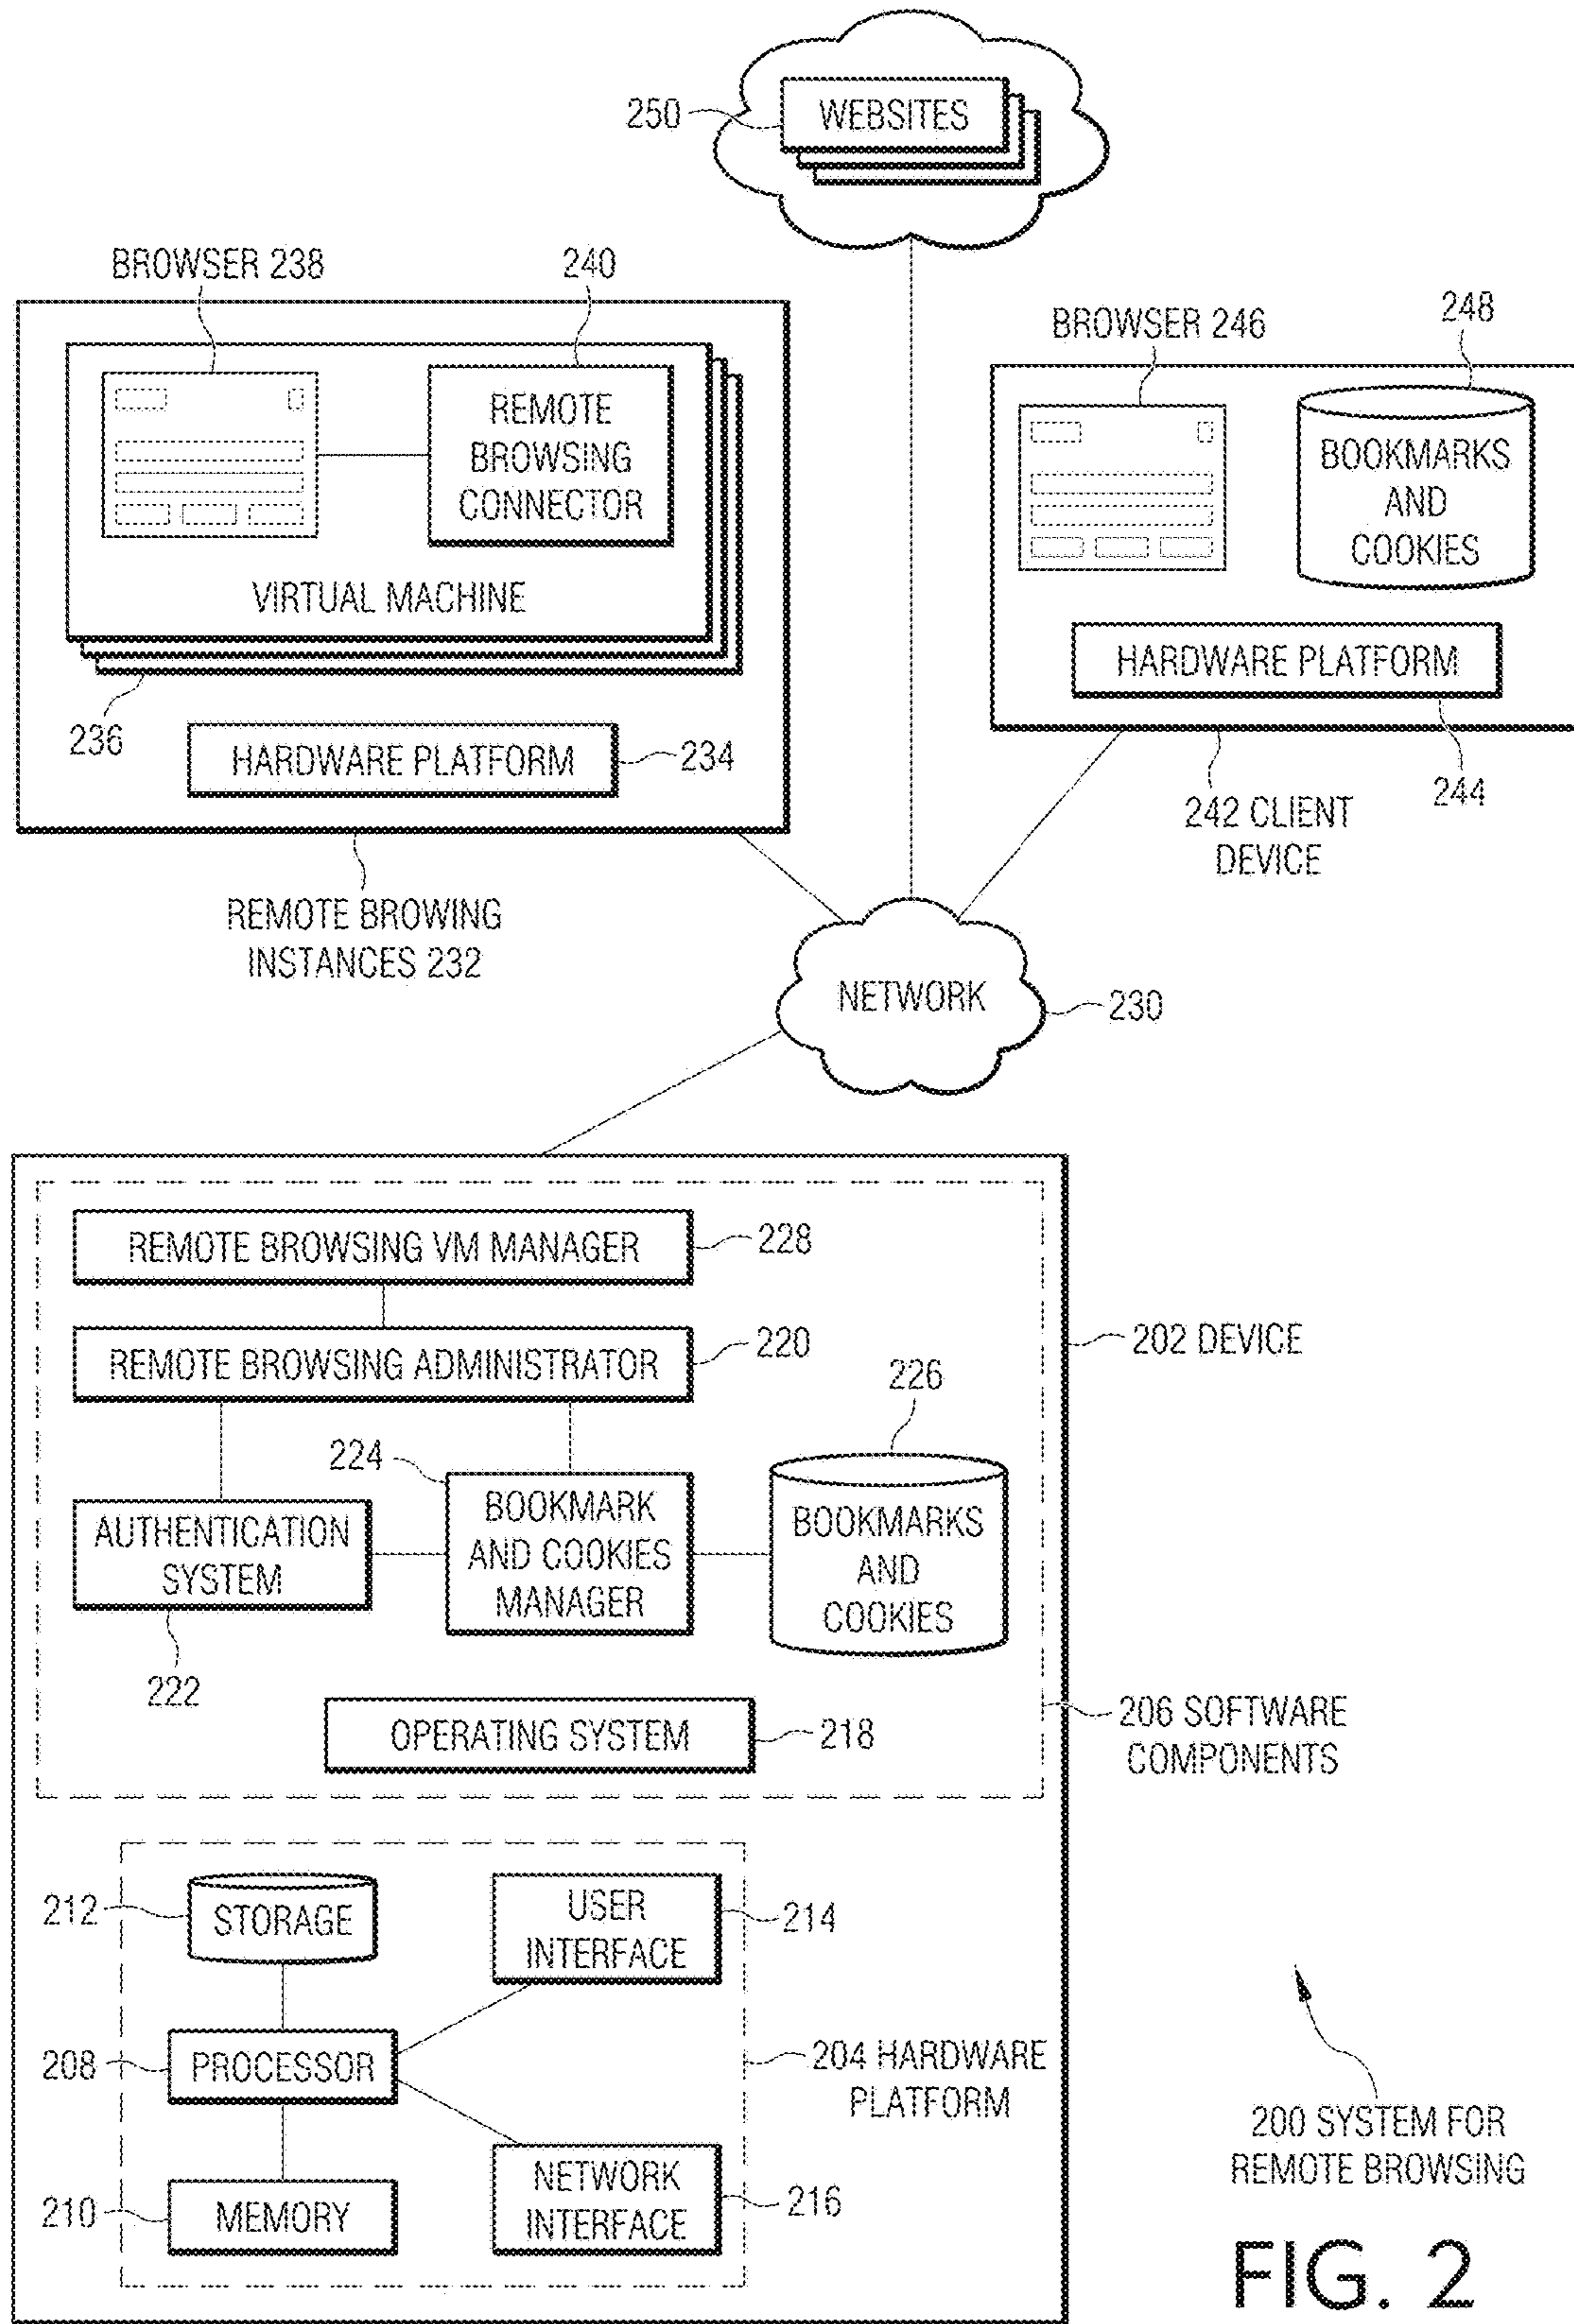 250
WEBSITES
BROWSER 238
240
REMOTE
BROWSING
CONNECTOR
VIRTUAL MACHINE
236
HARDWARE PLATFORM
234
REMOTE BROWING
INSTANCES 232
BROWSER 246
248
BOOKMARKS
AND
COOKIES
HARDWARE PLATFORM
244
242 CLIENT
DEVICE
NETWORK
230
REMOTE BROWSING VM MANAGER
228
REMOTE BROWSING ADMINISTRATOR
220
202 DEVICE
226
224
AUTHENTICATION
SYSTEM
222
BOOKMARK
AND COOKIES
MANAGER
BOOKMARKS
AND
COOKIES
OPERATING SYSTEM
218
206 SOFTWARE
COMPONENTS
212
STORAGE
USER
INTERFACE
214
208
PROCESSOR
204 HARDWARE
PLATFORM
210
MEMORY
NETWORK
INTERFACE
216
200 SYSTEM FOR
REMOTE BROWSING
FIG. 2